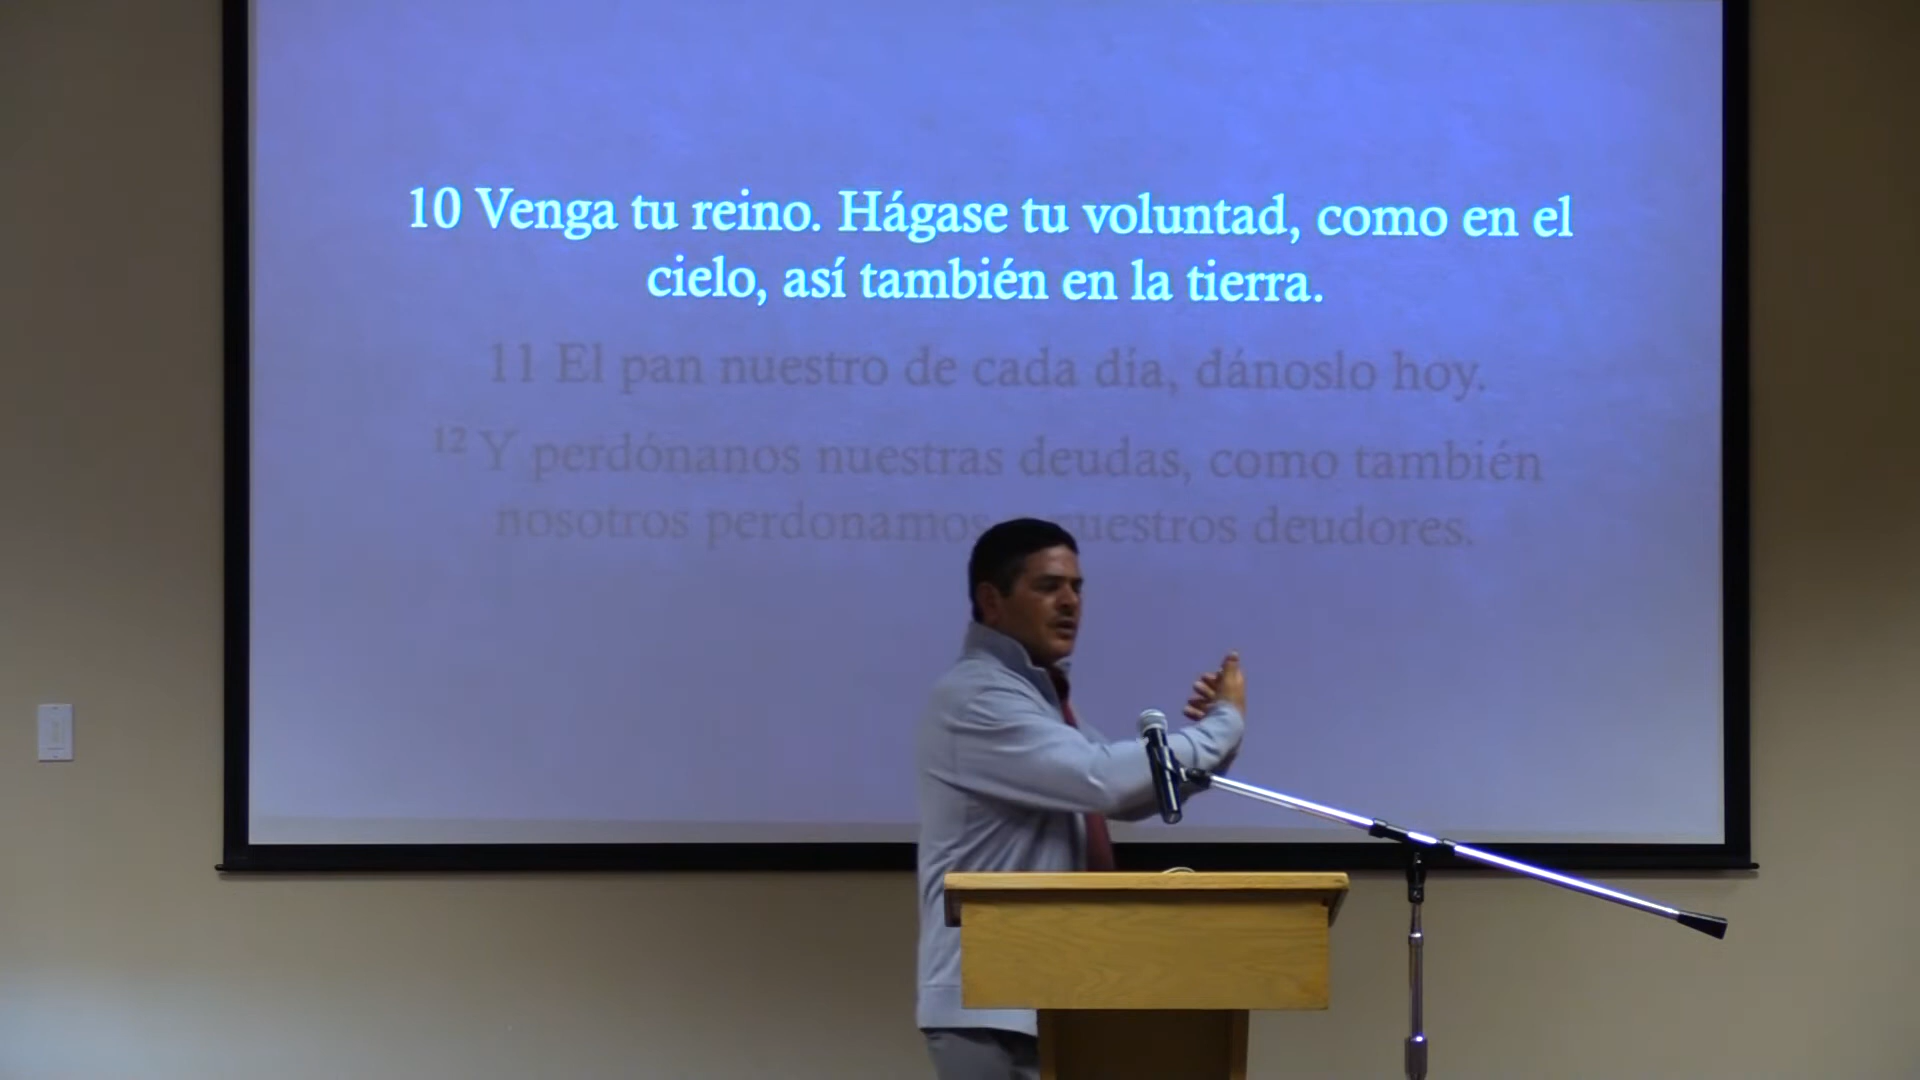 10 Venga tu reino. Hágase tu voluntad, como en el
cielo, así también en la tierra.
11 El pan nuestro de cada día, dánoslo hoy.
12 Y perdónanos nuestras deudas, como también
nosotros perdonamos nuestros deudores.